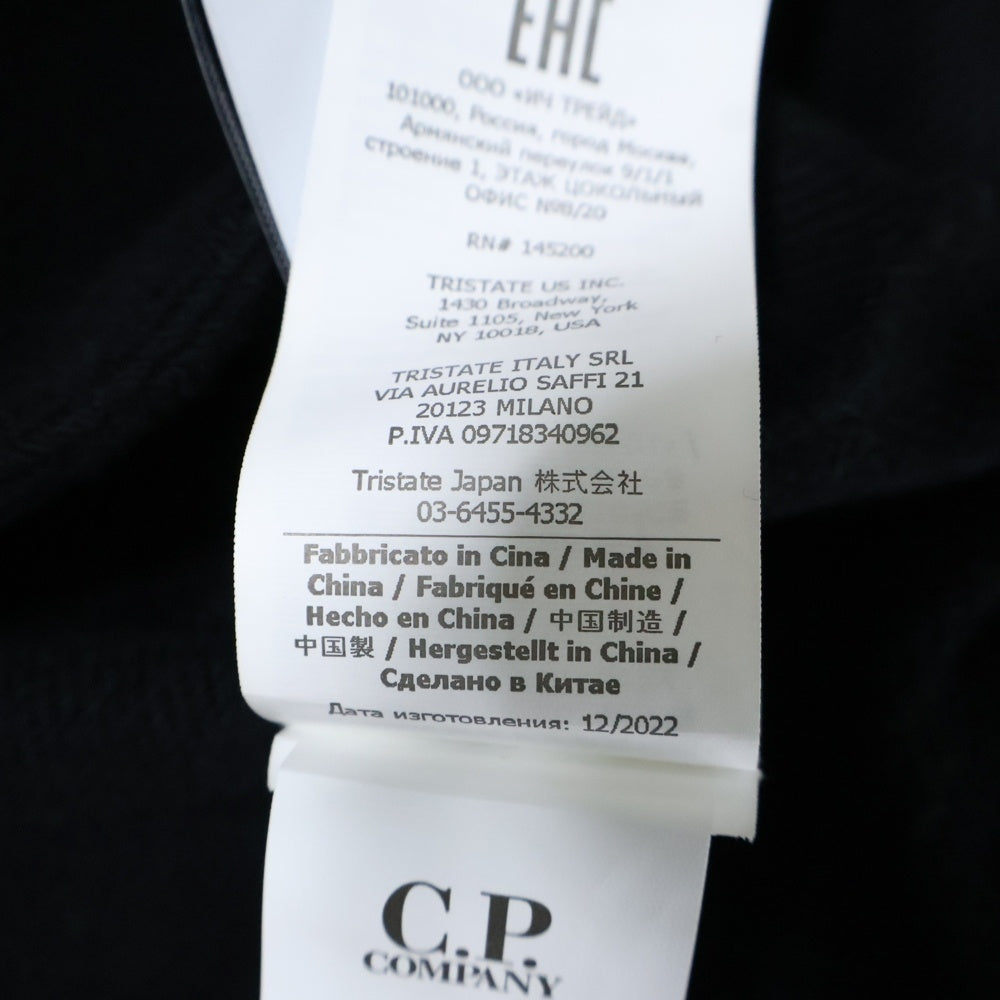 EAC
ООО «ИЧ ТРЕЙД»
101000, Россия, город Москва,
Армянский переулок 9/1/1
строение 1, ЭТАЖ ЦОКОЛЬНЫЙ
ОФИС №8/20
RN# 145200
TRISTATE US INC.
1430 Broadway,
Suite 1105, New York
NY 10018, USA
TRISTATE ITALY SRL
VIA AURELIO SAFFI 21
20123 MILANO
P.IVA 09718340962
Tristate Japan 株式会社
03-6455-4332
Fabbricato in Cina / Made in
China / Fabriqué en Chine /
Hecho en China / 中国制造 /
中国製 / Hergestellt in China /
Сделано в Китае
Дата изготовления: 12/2022
C.P.
COMPANY